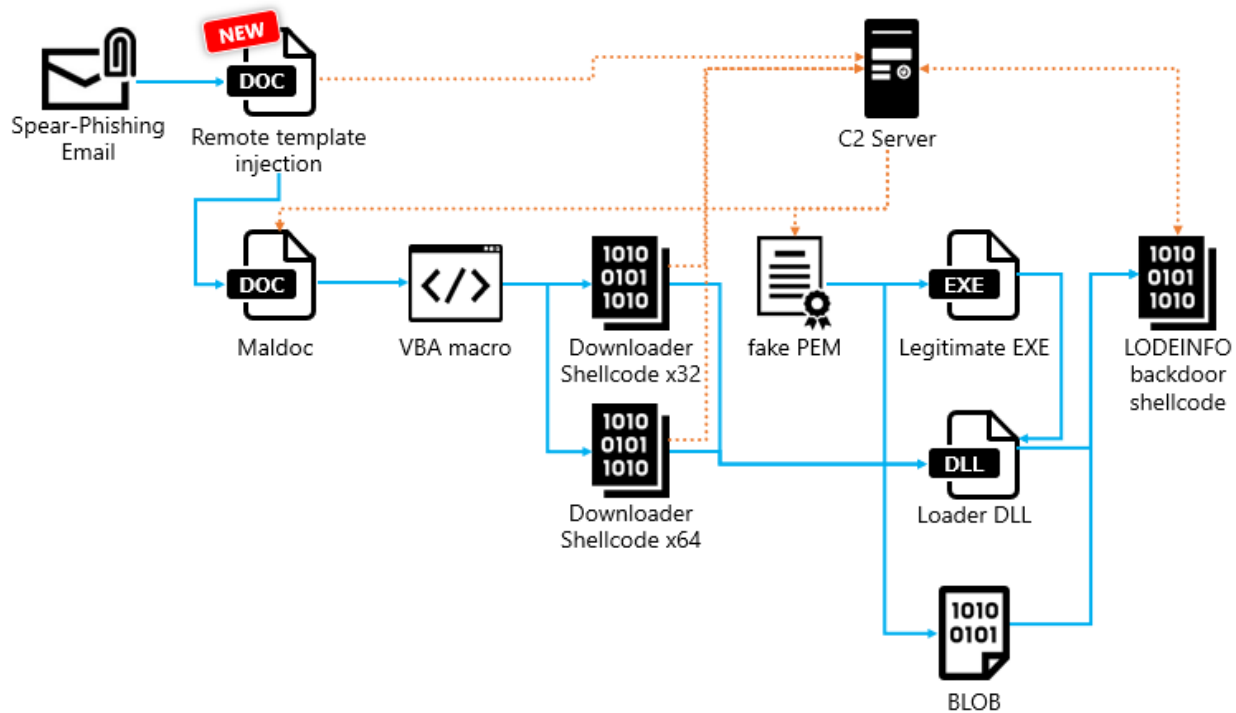 NEW
DOC
Spear-Phishing
Email
Remote template
injection
C2 Server
DOC
Maldoc
</>
VBA macro
1010
0101
1010
Downloader
Shellcode x32
fake PEM
EXE
Legitimate EXE
1010
0101
1010
LODEINFO
backdoor
shellcode
1010
0101
1010
Downloader
Shellcode x64
DLL
Loader DLL
1010
0101
BLOB